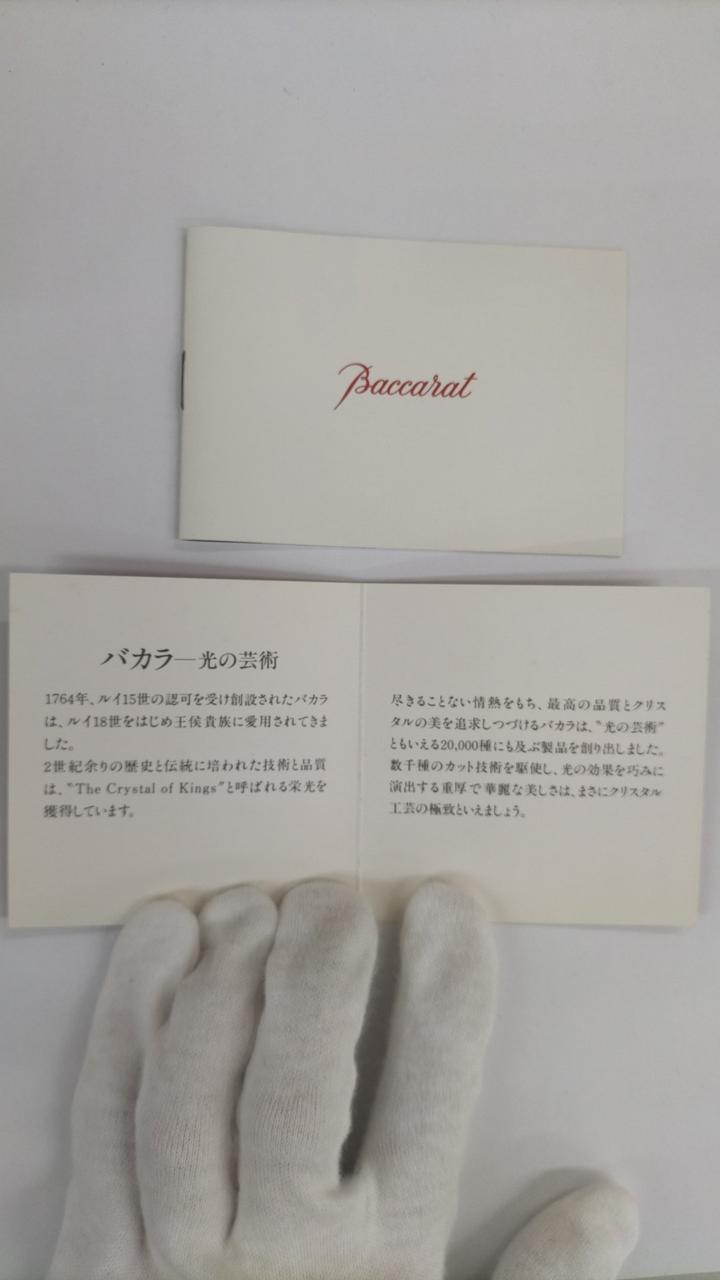 Baccarat
バカラ―光の芸術
1764年、ルイ15世の認可を受け創設されたバカラ
は、ルイ18世をはじめ王侯貴族に愛用されてきま
した。
2世紀余りの歴史と伝統に培われた技術と品質
は、〝The Crystal of Kings〞と呼ばれる栄光を
獲得しています。
尽きることない情熱をもち、最高の品質とクリス
タルの美を追求しつづけるバカラは、〝光の芸術〞
ともいえる20,000種にも及ぶ製品を創り出しました。
数千種のカット技術を駆使し、光の効果を巧みに
演出する重厚で華麗な美しさは、まさにクリスタル
工芸の極致といえましょう。